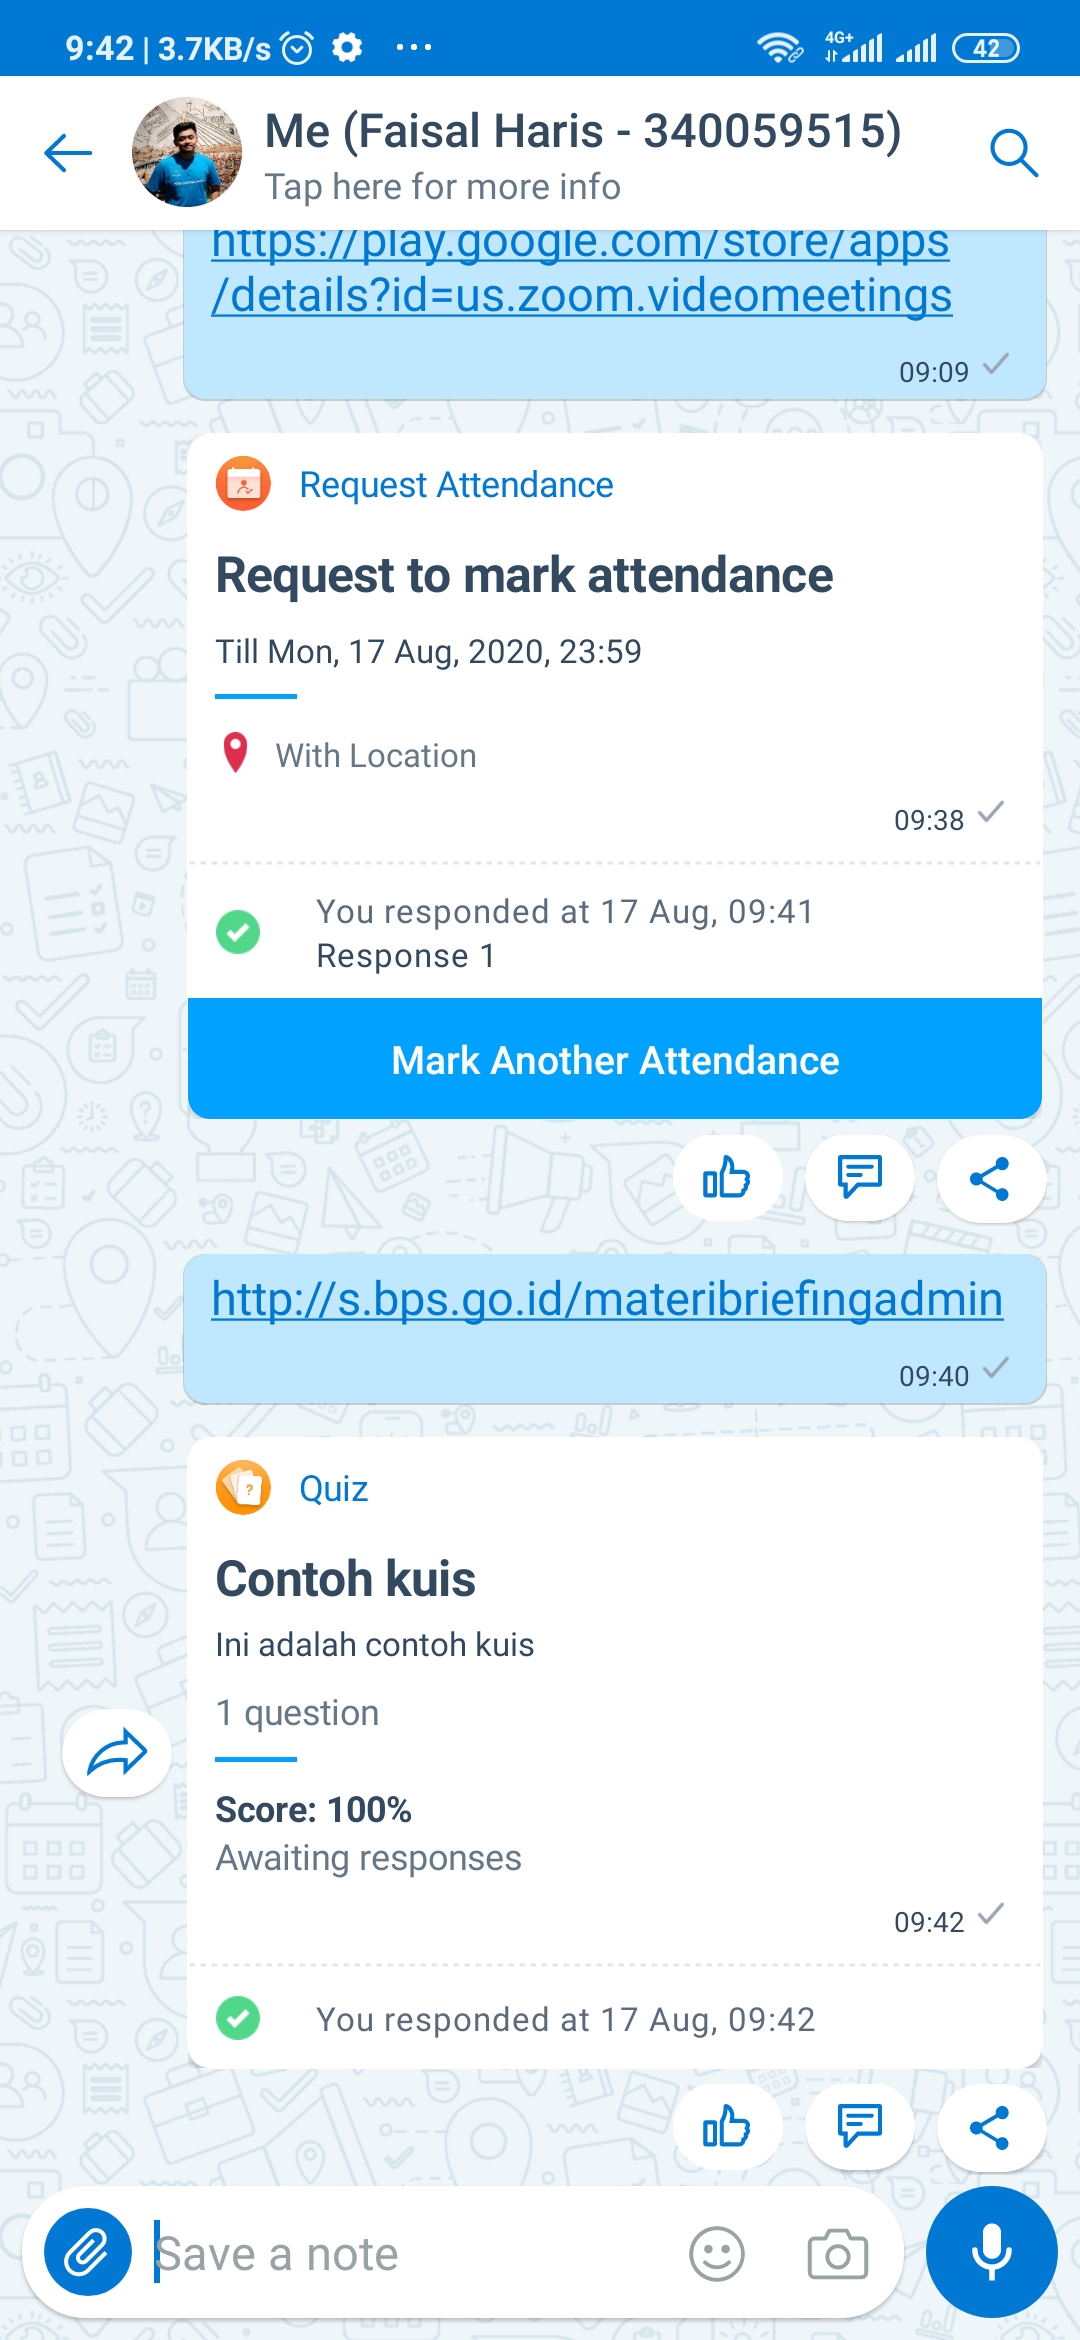 9:42 | 3.7KB/s
4G+
42
Me (Faisal Haris - 340059515)
Tap here for more info
https://play.google.com/store/apps
/details?id=us.zoom.videomeetings
09:09
Request Attendance
Request to mark attendance
Till Mon, 17 Aug, 2020, 23:59
With Location
09:38
You responded at 17 Aug, 09:41
Response 1
Mark Another Attendance
http://s.bps.go.id/materibriefingadmin
09:40
Quiz
Contoh kuis
Ini adalah contoh kuis
1 question
Score: 100%
Awaiting responses
09:42
You responded at 17 Aug, 09:42
Save a note